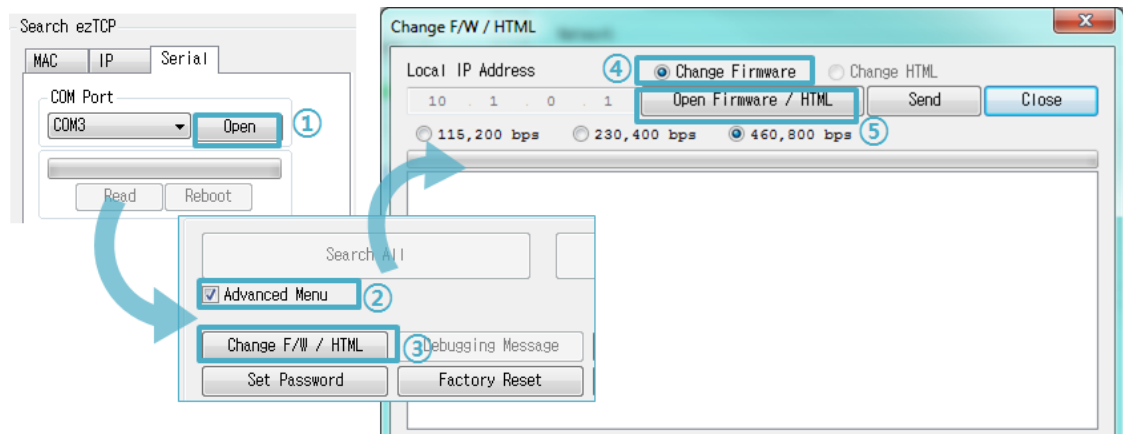 Search ezTCP
MAC IP Serial
COM Port
COM3 Open ①
Read Reboot
Search All
Advanced Menu ②
Change F/W / HTML ③ Debugging Message
Set Password Factory Reset
Change F/W / HTML
Local IP Address ④ Change Firmware Change HTML
10 . 1 . 0 . 1 Open Firmware / HTML Send Close
115,200 bps 230,400 bps 460,800 bps ⑤